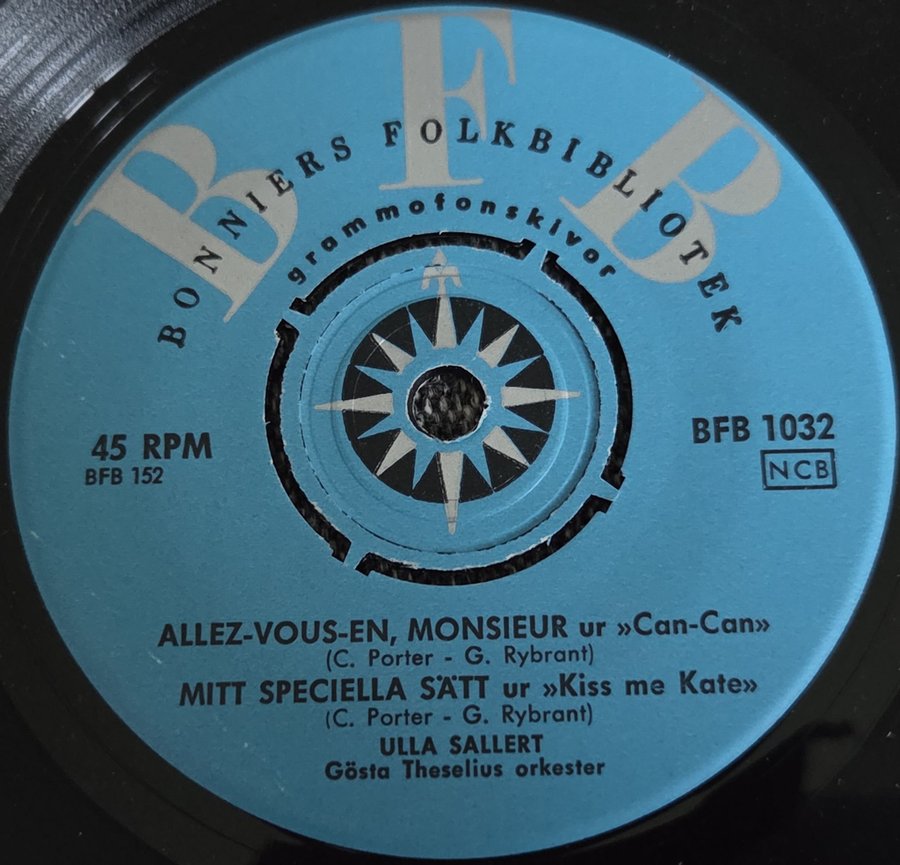 B F B
BONNIERS FOLKBIBLIOTEK
grammofonskivor
45 RPM
BFB 152
BFB 1032
NCB
ALLEZ-VOUS-EN, MONSIEUR ur »Can-Can»
(C. Porter - G. Rybrant)
MITT SPECIELLA SÄTT ur »Kiss me Kate»
(C. Porter - G. Rybrant)
ULLA SALLERT
Gösta Theselius orkester